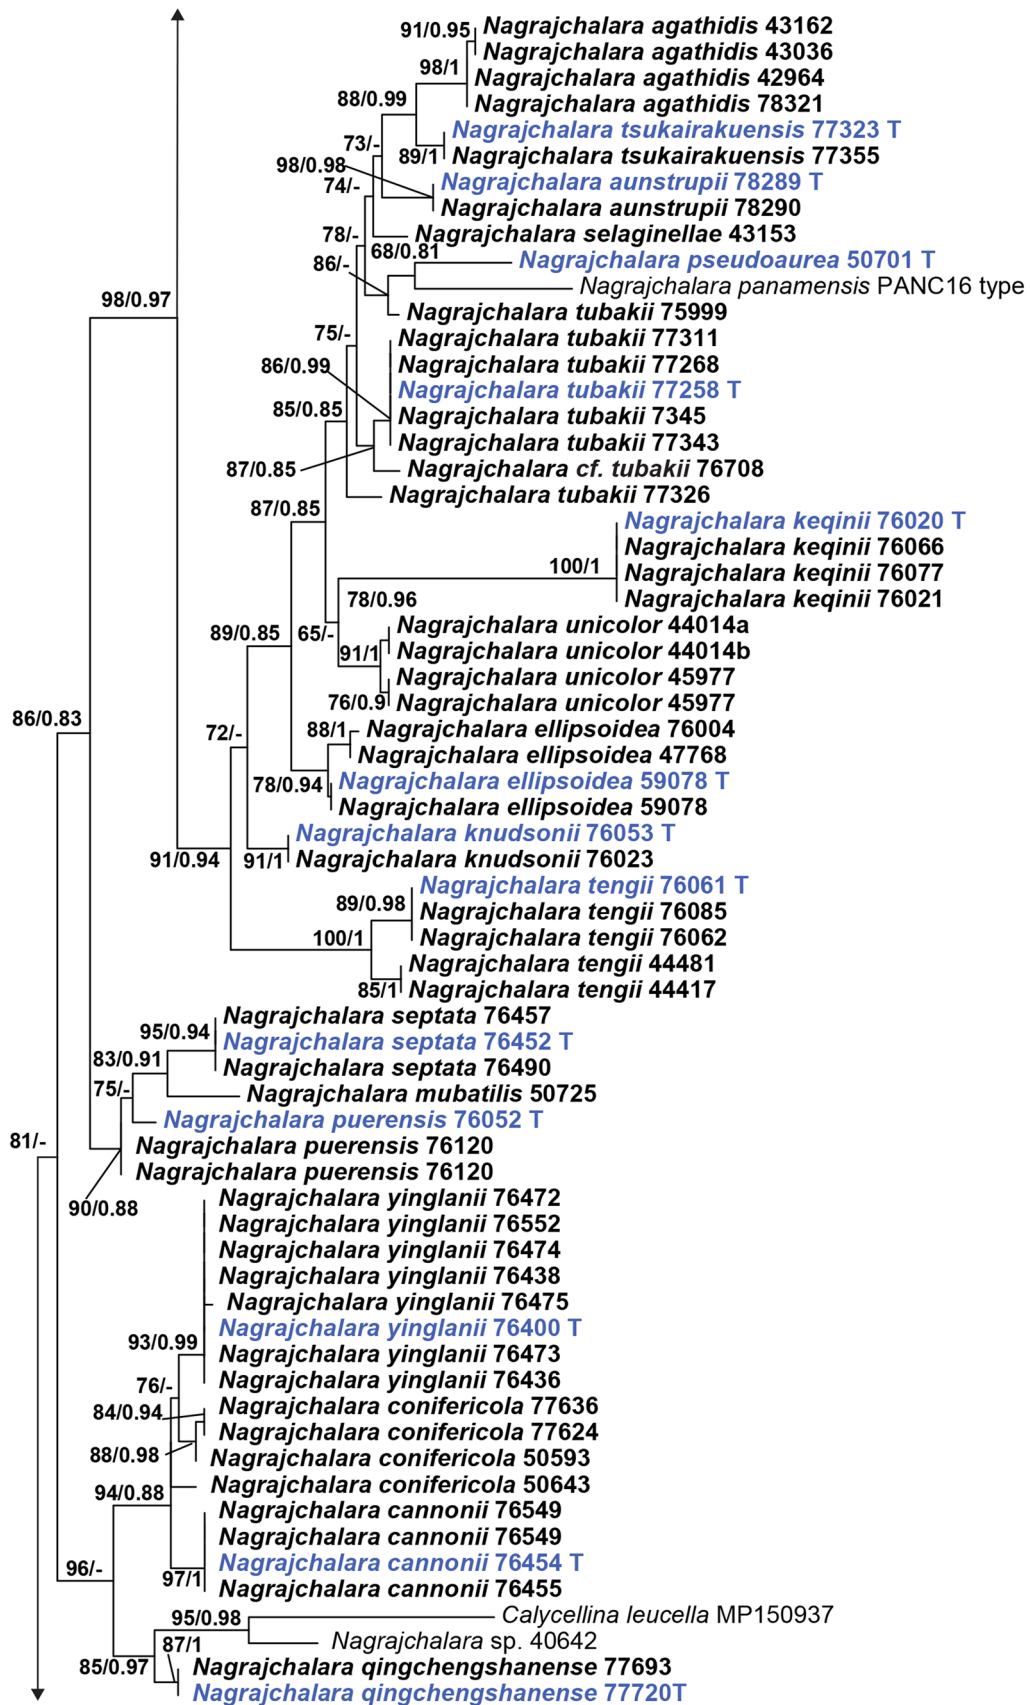 91/0.95
Nagrajchalara agathidis 43162
Nagrajchalara agathidis 43036
98/1
Nagrajchalara agathidis 42964
Nagrajchalara agathidis 78321
88/0.99
Nagrajchalara tsukairakuensis 77323 T
73/-
89/1
Nagrajchalara tsukairakuensis 77355
98/0.98
Nagrajchalara aunstrupii 78289 T
74/-
Nagrajchalara aunstrupii 78290
78/-
Nagrajchalara selaginellae 43153
68/0.81
86/-
Nagrajchalara pseudoaurea 50701 T
Nagrajchalara panamensis PANC16 type
98/0.97
Nagrajchalara tubakii 75999
75/-
Nagrajchalara tubakii 77311
86/0.99
Nagrajchalara tubakii 77268
Nagrajchalara tubakii 77258 T
85/0.85
Nagrajchalara tubakii 7345
Nagrajchalara tubakii 77343
87/0.85
Nagrajchalara cf. tubakii 76708
Nagrajchalara tubakii 77326
87/0.85
Nagrajchalara keqinii 76020 T
Nagrajchalara keqinii 76066
100/1
Nagrajchalara keqinii 76077
Nagrajchalara keqinii 76021
78/0.96
Nagrajchalara unicolor 44014a
89/0.85
65/-
91/1
Nagrajchalara unicolor 44014b
Nagrajchalara unicolor 45977
76/0.9
Nagrajchalara unicolor 45977
86/0.83
72/-
88/1
Nagrajchalara ellipsoidea 76004
Nagrajchalara ellipsoidea 47768
78/0.94
Nagrajchalara ellipsoidea 59078 T
Nagrajchalara ellipsoidea 59078
Nagrajchalara knudsonii 76053 T
91/0.94
91/1
Nagrajchalara knudsonii 76023
Nagrajchalara tengii 76061 T
89/0.98
Nagrajchalara tengii 76085
100/1
Nagrajchalara tengii 76062
Nagrajchalara tengii 44481
85/1
Nagrajchalara tengii 44417
Nagrajchalara septata 76457
95/0.94
Nagrajchalara septata 76452 T
83/0.91
Nagrajchalara septata 76490
75/-
Nagrajchalara mubatilis 50725
Nagrajchalara puerensis 76052 T
81/-
Nagrajchalara puerensis 76120
Nagrajchalara puerensis 76120
90/0.88
Nagrajchalara yinglanii 76472
Nagrajchalara yinglanii 76552
Nagrajchalara yinglanii 76474
Nagrajchalara yinglanii 76438
Nagrajchalara yinglanii 76475
Nagrajchalara yinglanii 76400 T
93/0.99
Nagrajchalara yinglanii 76473
Nagrajchalara yinglanii 76436
76/-
84/0.94
Nagrajchalara conifericola 77636
Nagrajchalara conifericola 77624
88/0.98
Nagrajchalara conifericola 50593
Nagrajchalara conifericola 50643
94/0.88
Nagrajchalara cannonii 76549
Nagrajchalara cannonii 76549
96/-
Nagrajchalara cannonii 76454 T
97/1
Nagrajchalara cannonii 76455
95/0.98
Calycellina leucella MP150937
87/1
Nagrajchalara sp. 40642
85/0.97
Nagrajchalara qingchengshanense 77693
Nagrajchalara qingchengshanense 77720T